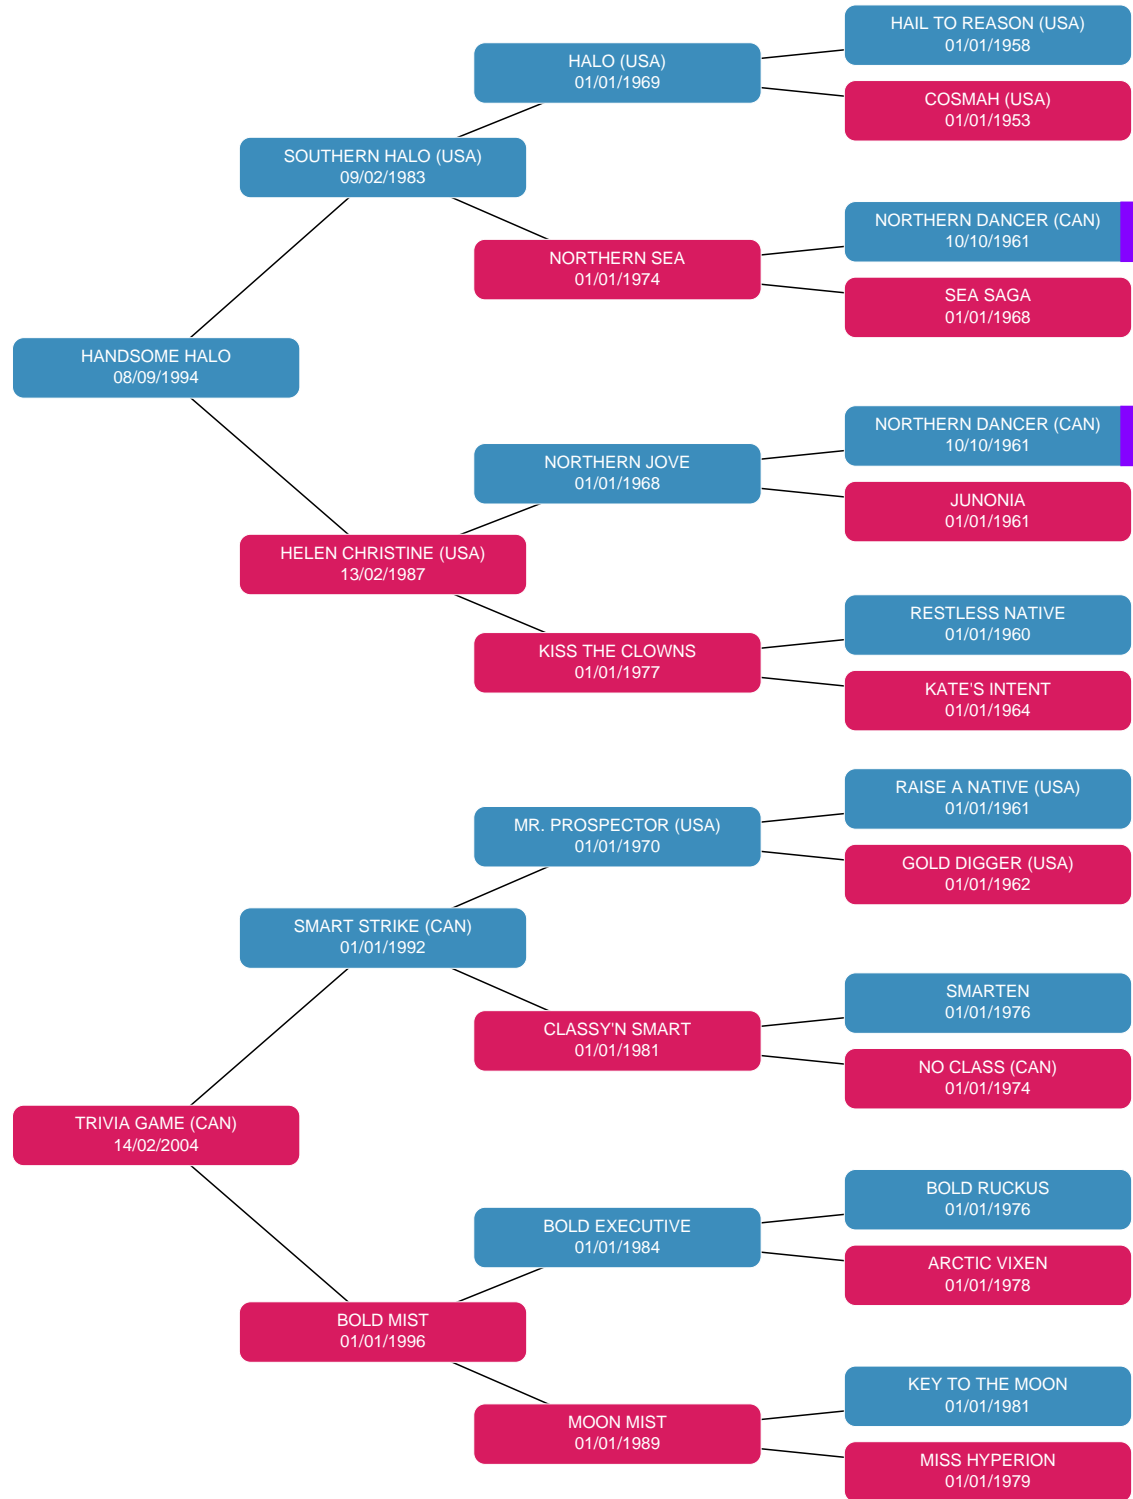 HAIL TO REASON (USA)
01/01/1958
HALO (USA)
01/01/1969
COSMAH (USA)
01/01/1953
SOUTHERN HALO (USA)
09/02/1983
NORTHERN DANCER (CAN)
10/10/1961
NORTHERN SEA
01/01/1974
SEA SAGA
01/01/1968
HANDSOME HALO
08/09/1994
NORTHERN DANCER (CAN)
10/10/1961
NORTHERN JOVE
01/01/1968
JUNONIA
01/01/1961
HELEN CHRISTINE (USA)
13/02/1987
RESTLESS NATIVE
01/01/1960
KISS THE CLOWNS
01/01/1977
KATE'S INTENT
01/01/1964
RAISE A NATIVE (USA)
01/01/1961
MR. PROSPECTOR (USA)
01/01/1970
GOLD DIGGER (USA)
01/01/1962
SMART STRIKE (CAN)
01/01/1992
SMARTEN
01/01/1976
CLASSY'N SMART
01/01/1981
NO CLASS (CAN)
01/01/1974
TRIVIA GAME (CAN)
14/02/2004
BOLD RUCKUS
01/01/1976
BOLD EXECUTIVE
01/01/1984
ARCTIC VIXEN
01/01/1978
BOLD MIST
01/01/1996
KEY TO THE MOON
01/01/1981
MOON MIST
01/01/1989
MISS HYPERION
01/01/1979